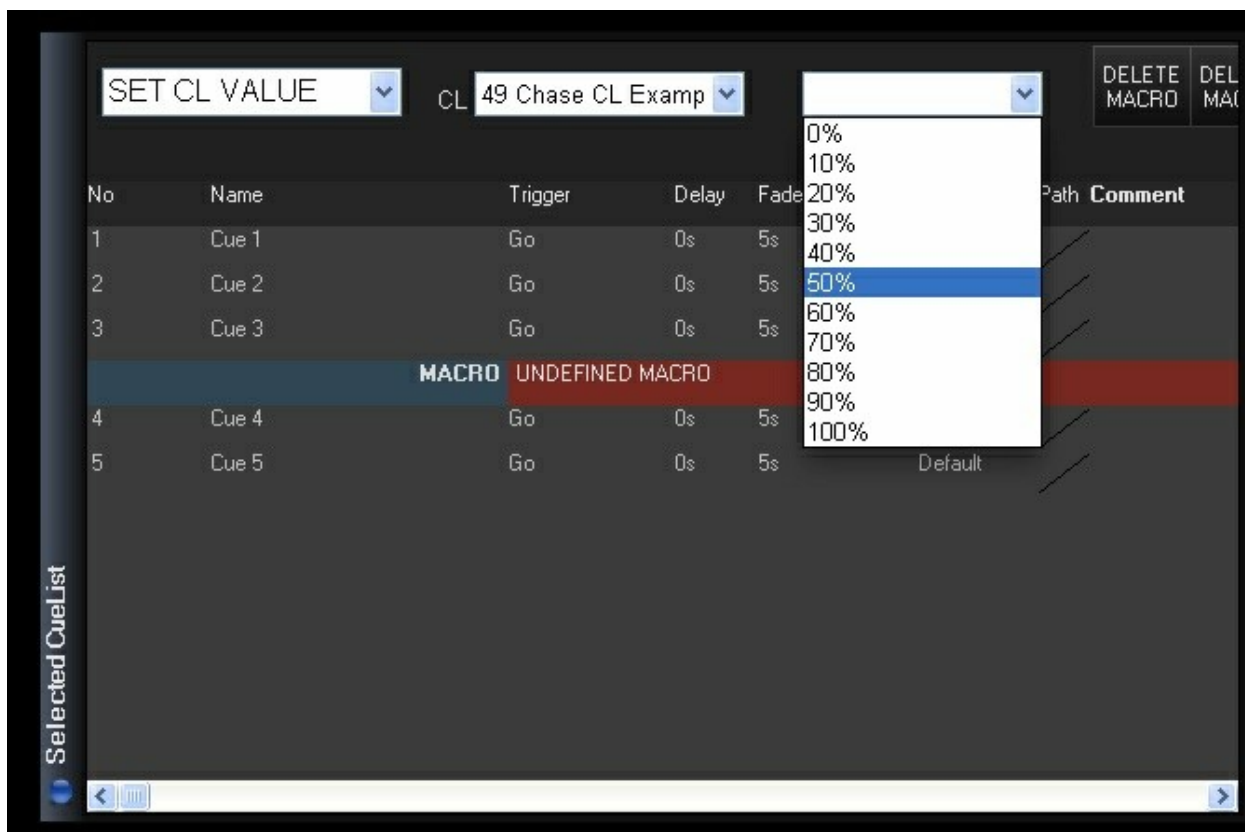 SET CL VALUE CL 49 Chase CL Examp DELETE MACRO DEL MAC
0%
10%
No Name Trigger Delay Fade 20% Path Comment
30%
1 Cue 1 Go 0s 5s
40%
2 Cue 2 Go 0s 5s 50%
60%
3 Cue 3 Go 0s 5s
70%
MACRO UNDEFINED MACRO 80%
90%
4 Cue 4 Go 0s 5s
100%
5 Cue 5 Go 0s 5s Default
Selected CueList